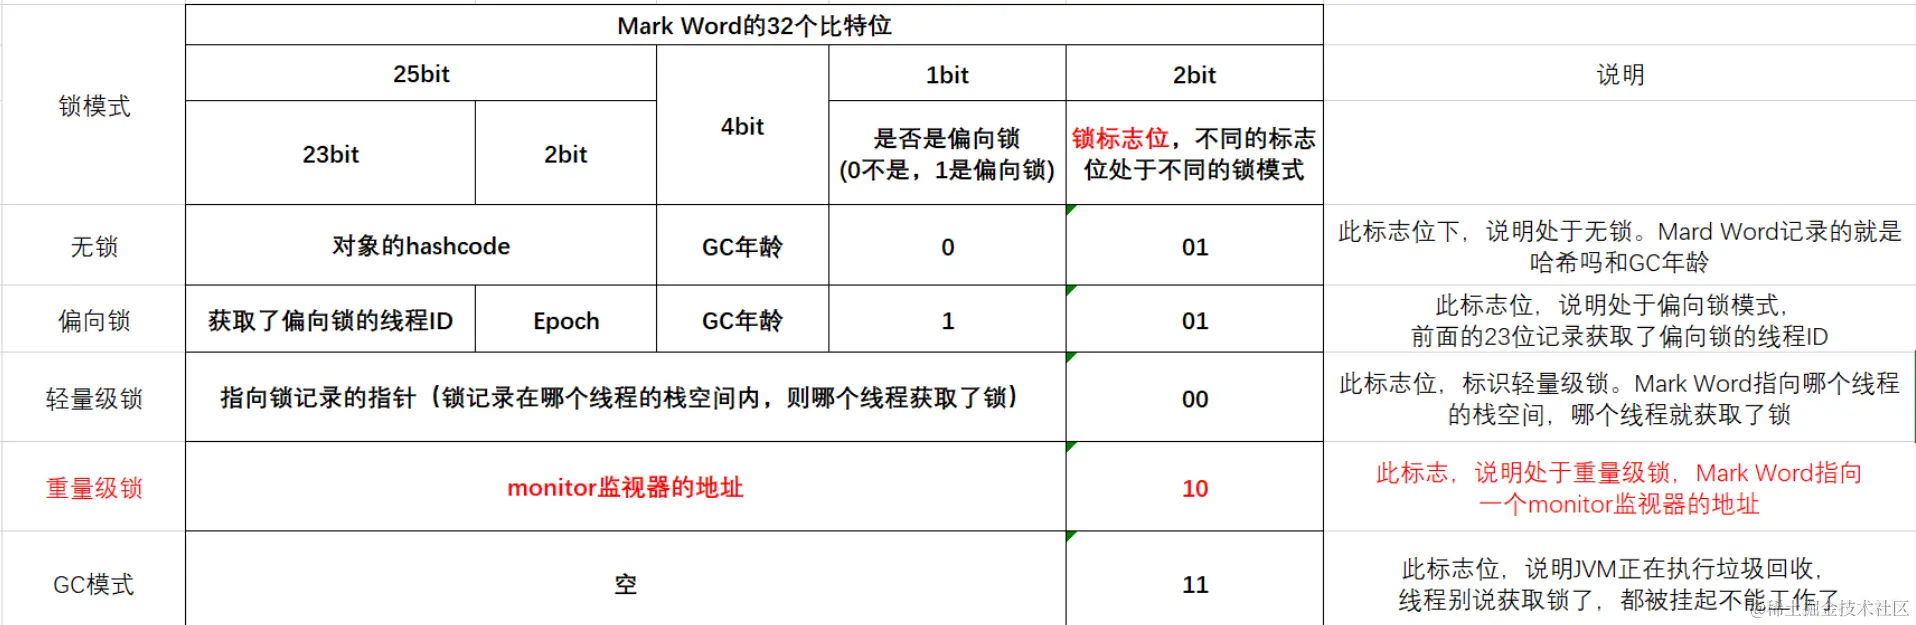 Mark Word的32个比特位
锁模式
25bit
4bit
1bit
2bit
说明
23bit
2bit
是否是偏向锁
(0不是，1是偏向锁)
锁标志位，不同的标志
位处于不同的锁模式
无锁
对象的hashcode
GC年龄
0
01
此标志位下，说明处于无锁。Mard Word记录的就是
哈希吗和GC年龄
偏向锁
获取了偏向锁的线程ID
Epoch
GC年龄
1
01
此标志位，说明处于偏向锁模式，
前面的23位记录获取了偏向锁的线程ID
轻量级锁
指向锁记录的指针（锁记录在哪个线程的栈空间内，则哪个线程获取了锁）
00
此标志位，标识轻量级锁。Mark Word指向哪个线程
的栈空间，哪个线程就获取了锁
重量级锁
monitor监视器的地址
10
此标志，说明处于重量级锁，Mark Word指向
一个monitor监视器的地址
GC模式
空
11
此标志位，说明JVM正在执行垃圾回收，
线程别说获取锁了，都被挂起不能工作了
@稀土掘金技术社区